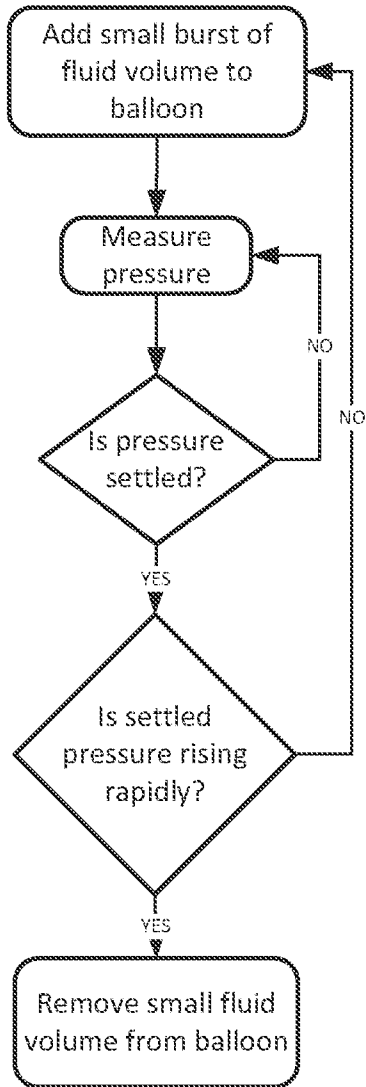 Add small burst of
fluid volume to
balloon
Measure
pressure
NO
NO
Is pressure
settled?
YES
Is settled
pressure rising
rapidly?
YES
Remove small fluid
volume from balloon